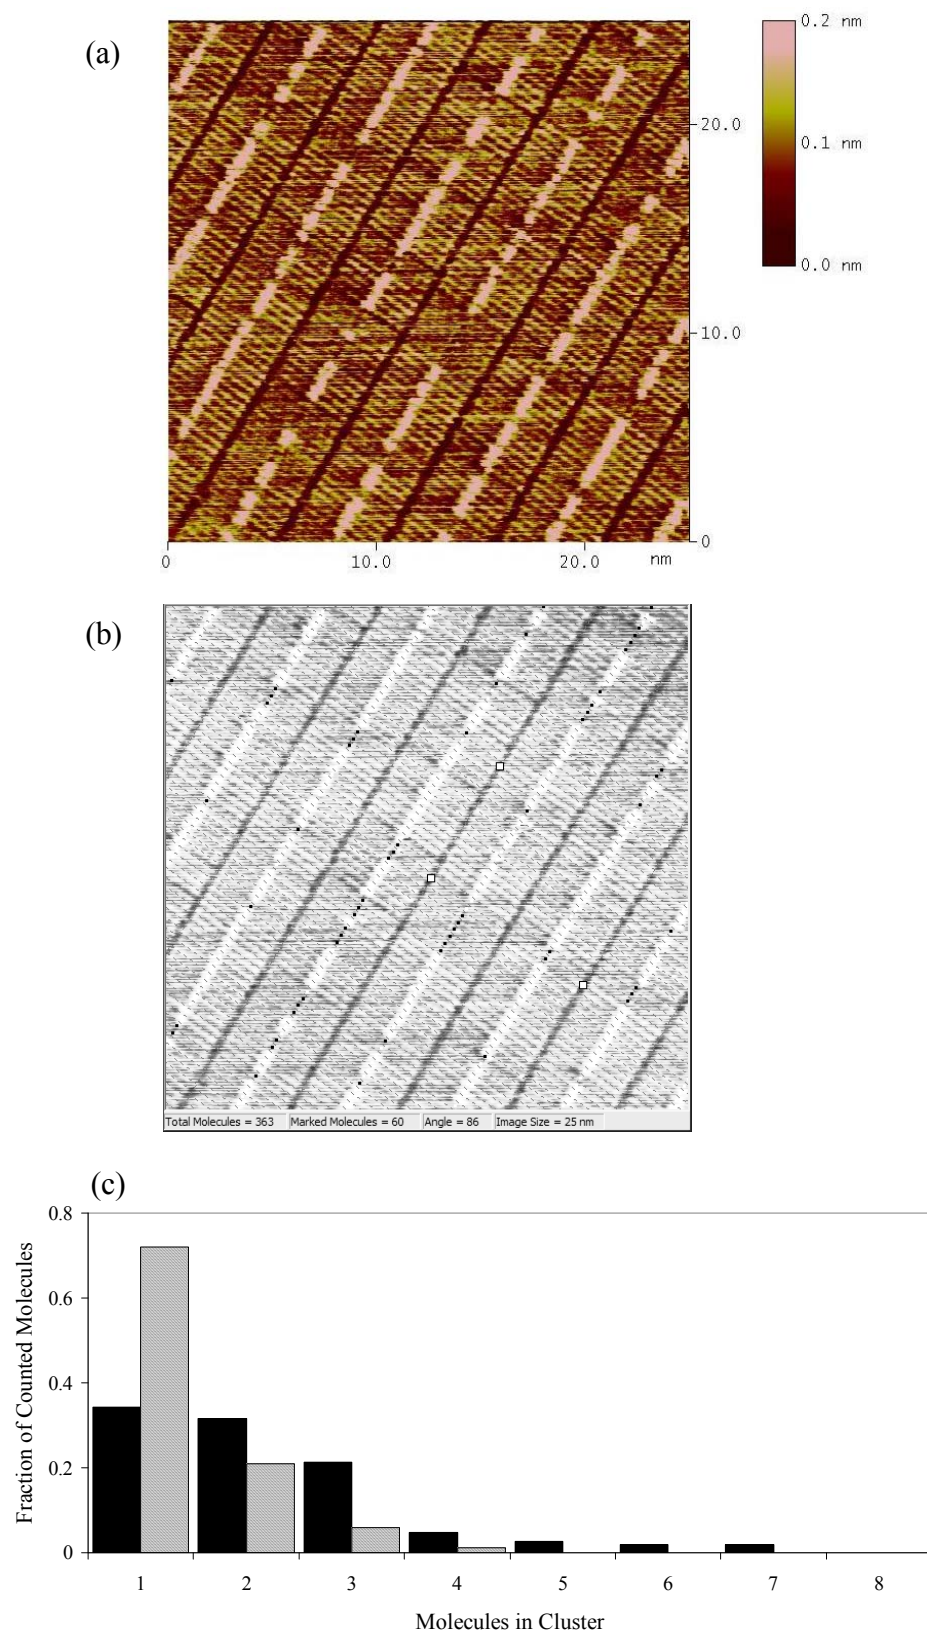 (a)
0.2 nm
0.1 nm
0.0 nm
20.0
10.0
0
0
10.0
20.0
nm
(b)
Total Molecules = 363 Marked Molecules = 60 Angle = 86 Image Size = 25 nm
(c)
Fraction of Counted Molecules
0.8
0.6
0.4
0.2
0
1 2 3 4 5 6 7 8
Molecules in Cluster